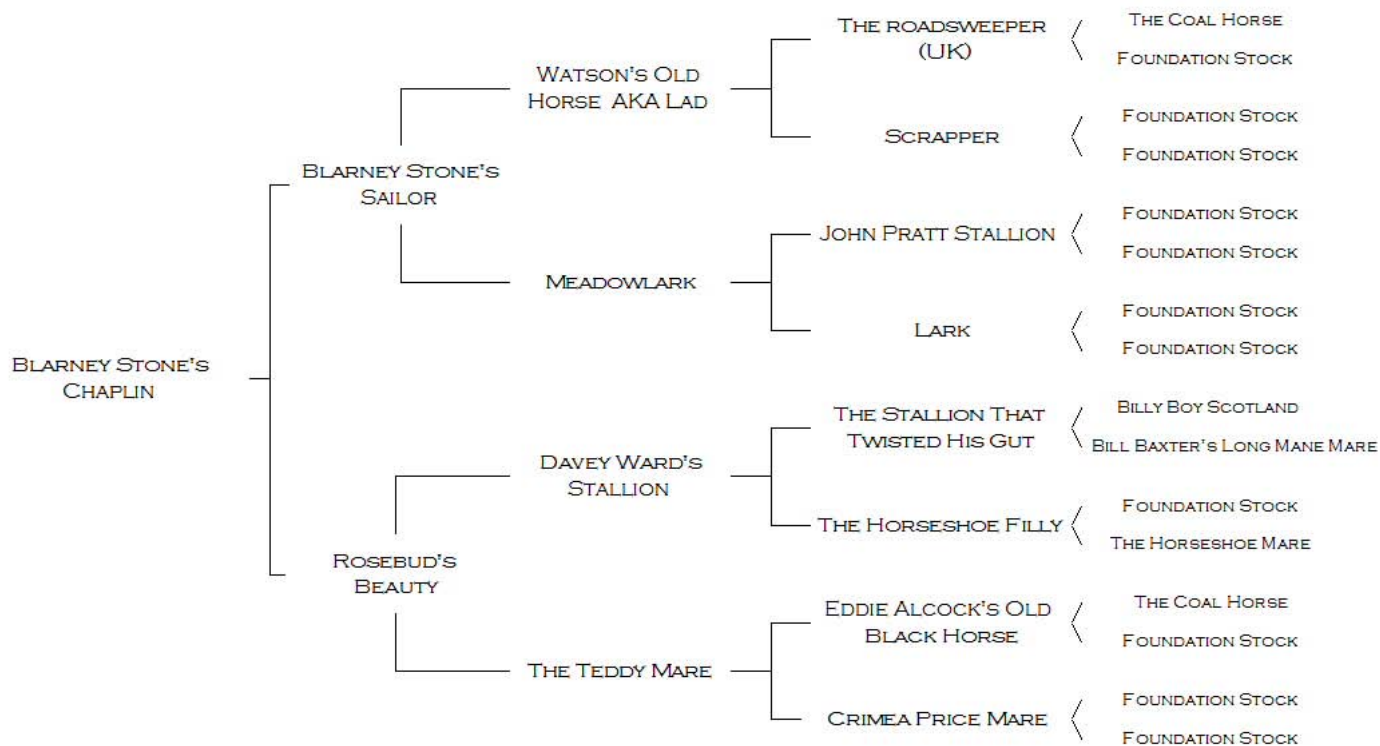 The Coal Horse
The roadsweeper
(UK)
Foundation Stock
Watson's Old
Horse AKA Lad
Foundation Stock
Scrapper
Foundation Stock
Blarney Stone's
Sailor
Foundation Stock
John Pratt Stallion
Foundation Stock
Meadowlark
Foundation Stock
Lark
Foundation Stock
Blarney Stone's
Chaplin
Billy Boy Scotland
The Stallion That
Twisted His Gut
Bill Baxter's Long Mane Mare
Davey Ward's
Stallion
Foundation Stock
The Horseshoe Filly
The Horseshoe Mare
Rosebud's
Beauty
The Coal Horse
Eddie Alcock's Old
Black Horse
Foundation Stock
The Teddy Mare
Foundation Stock
Crimea Price Mare
Foundation Stock